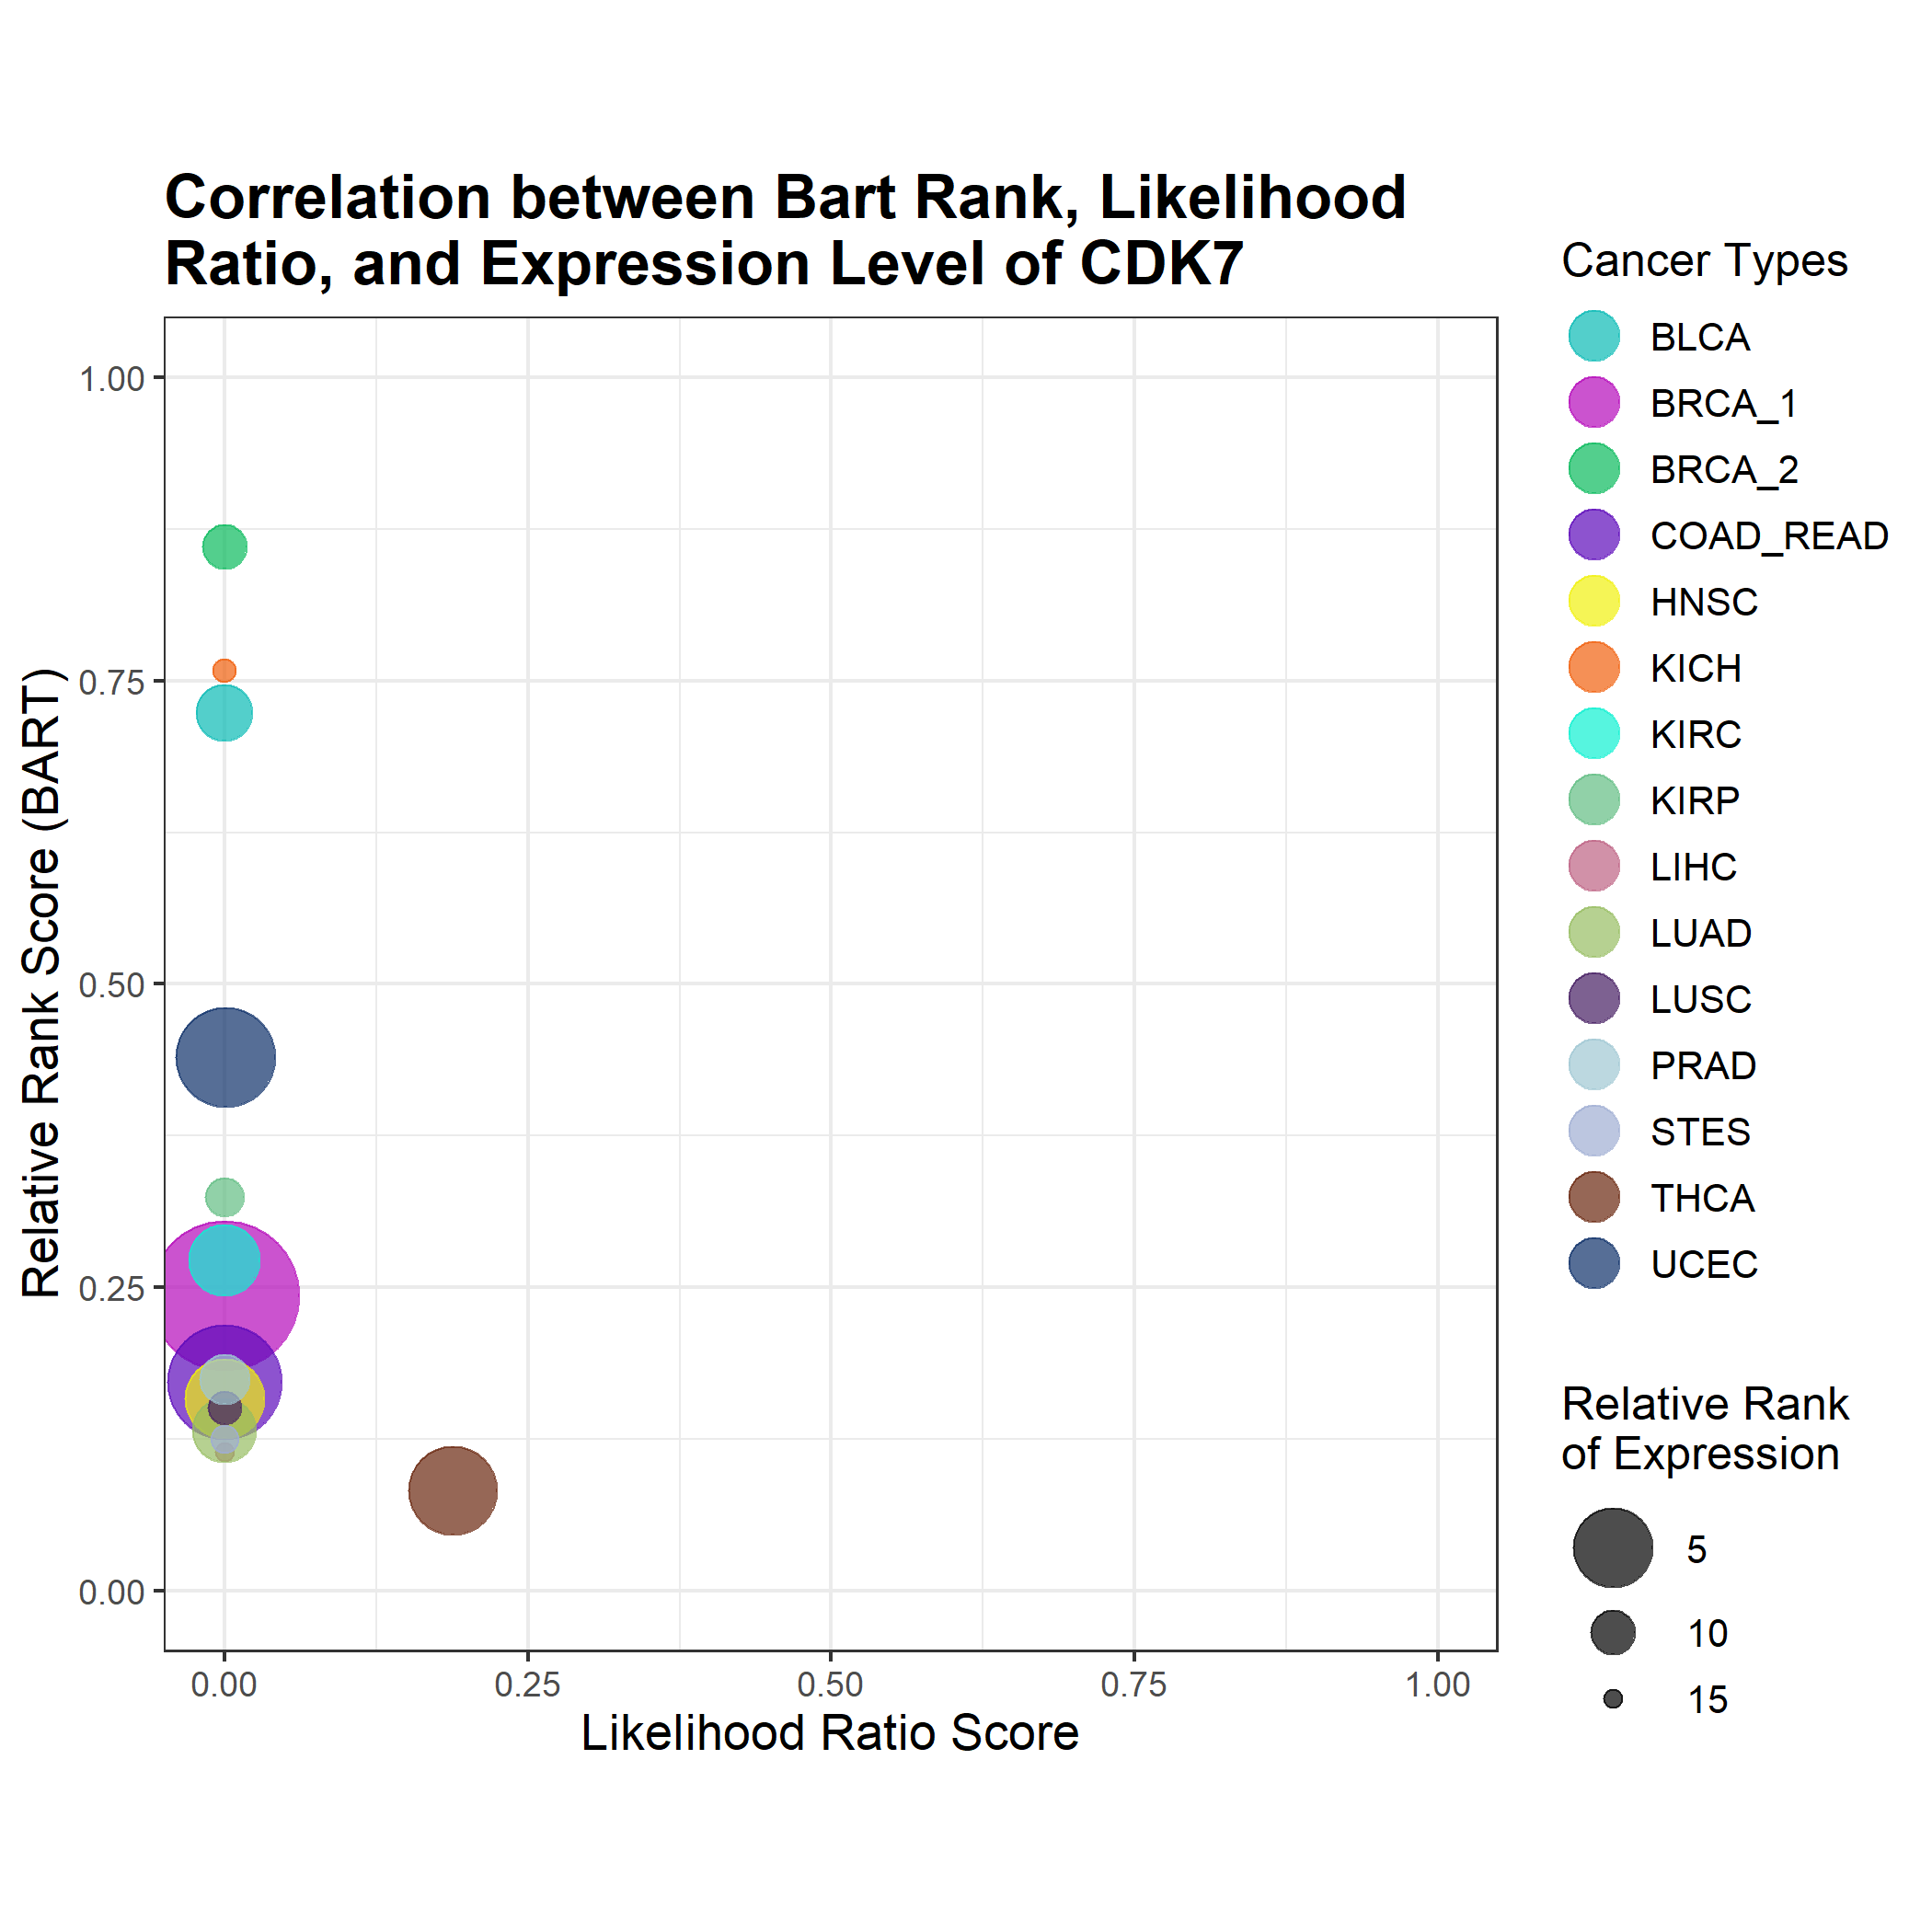 Correlation between Bart Rank, Likelihood
Ratio, and Expression Level of CDK7
Relative Rank Score (BART)
1.00
0.75
0.50
0.25
0.00
0.00
0.25
0.50
0.75
1.00
Likelihood Ratio Score
Cancer Types
BLCA
BRCA_1
BRCA_2
COAD_READ
HNSC
KICH
KIRC
KIRP
LIHC
LUAD
LUSC
PRAD
STES
THCA
UCEC
Relative Rank
of Expression
5
10
15